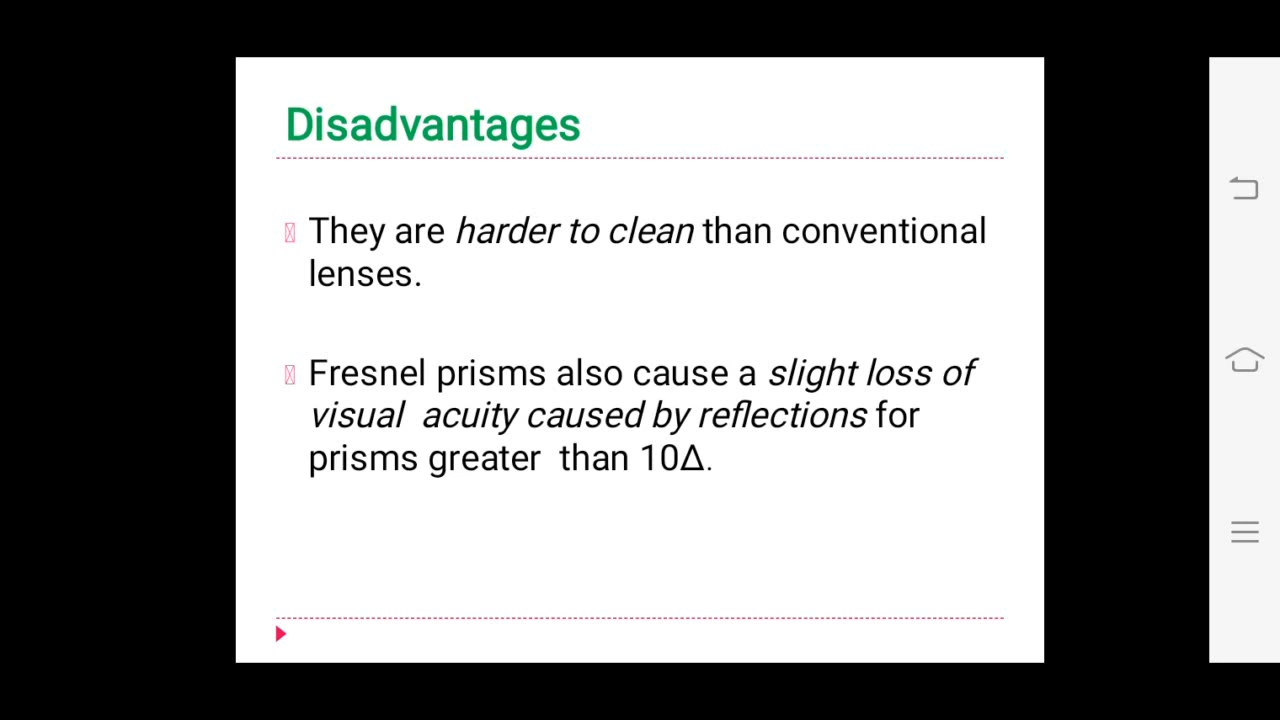 Disadvantages
They are harder to clean than conventional
lenses.
Fresnel prisms also cause a slight loss of
visual  acuity caused by reflections for
prisms greater  than 10Δ.